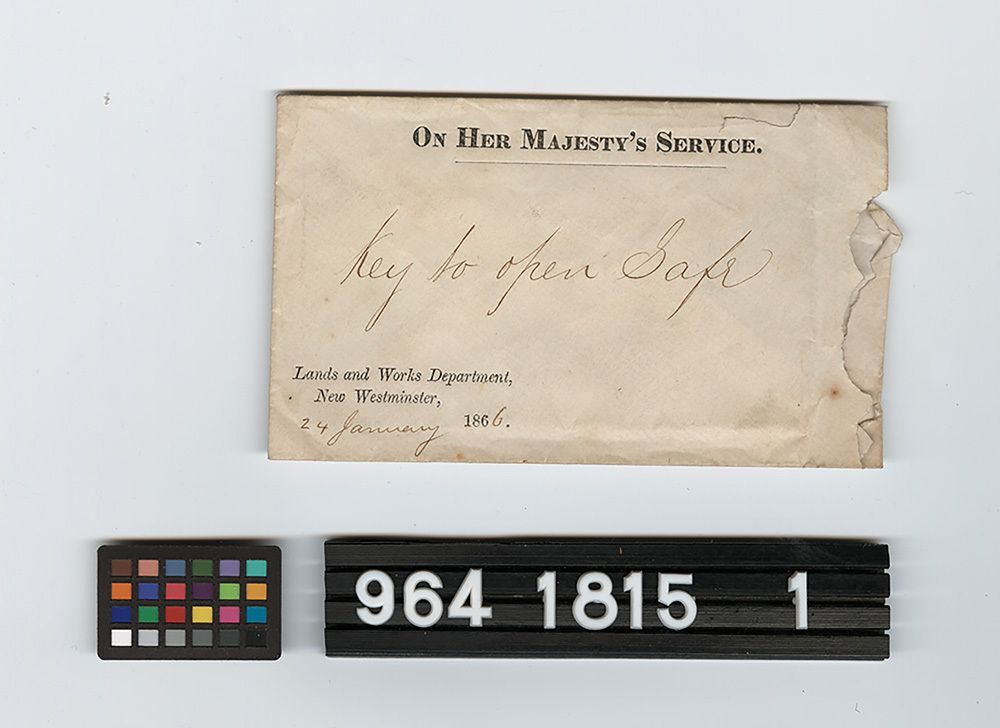 ON HER MAJESTY'S SERVICE.
Key to open Safe
Lands and Works Department,
New Westminster,
24 January 1866.
964 1815 1